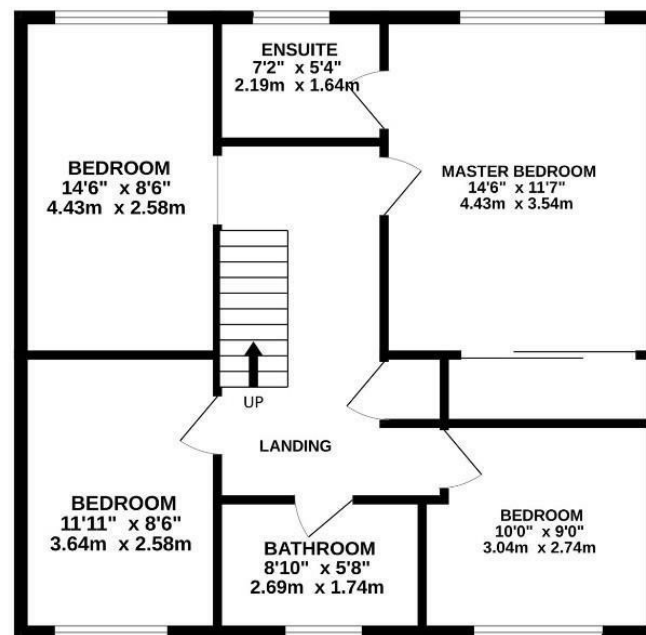 ENSUITE
7'2" x 5'4"
2.19m x 1.64m
BEDROOM
14'6" x 8'6"
4.43m x 2.58m
MASTER BEDROOM
14'6" x 11'7"
4.43m x 3.54m
UP
LANDING
BEDROOM
11'11" x 8'6"
3.64m x 2.58m
BATHROOM
8'10" x 5'8"
2.69m x 1.74m
BEDROOM
10'0" x 9'0"
3.04m x 2.74m